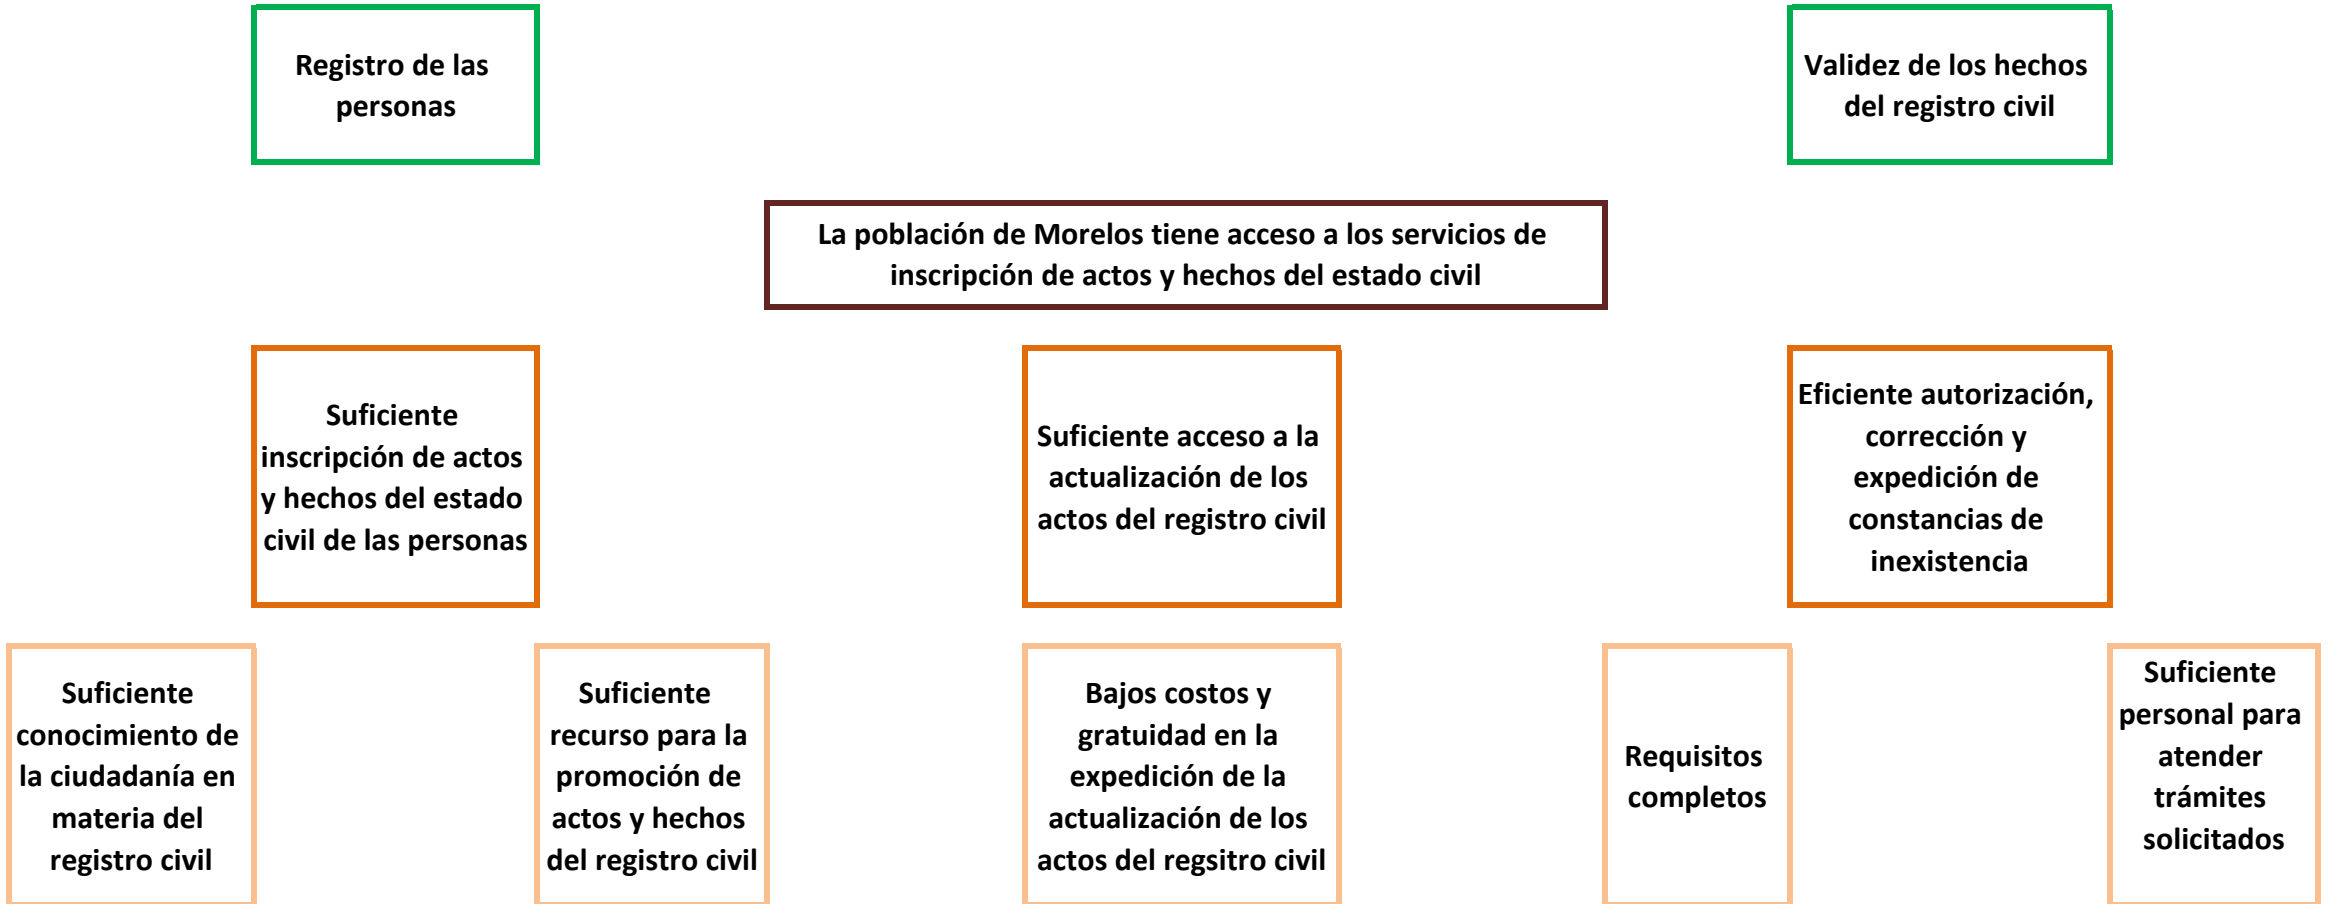 Registro de las
personas
Validez de los hechos
del registro civil
La población de Morelos tiene acceso a los servicios de
inscripción de actos y hechos del estado civil
Suficiente
inscripción de actos
y hechos del estado
civil de las personas
Suficiente acceso a la
actualización de los
actos del registro civil
Eficiente autorización,
corrección y
expedición de
constancias de
inexistencia
Suficiente
conocimiento de
la ciudadanía en
materia del
registro civil
Suficiente
recurso para la
promoción de
actos y hechos
del registro civil
Bajos costos y
gratuidad en la
expedición de la
actualización de los
actos del regsitro civil
Requisitos
completos
Suficiente
personal para
atender
trámites
solicitados